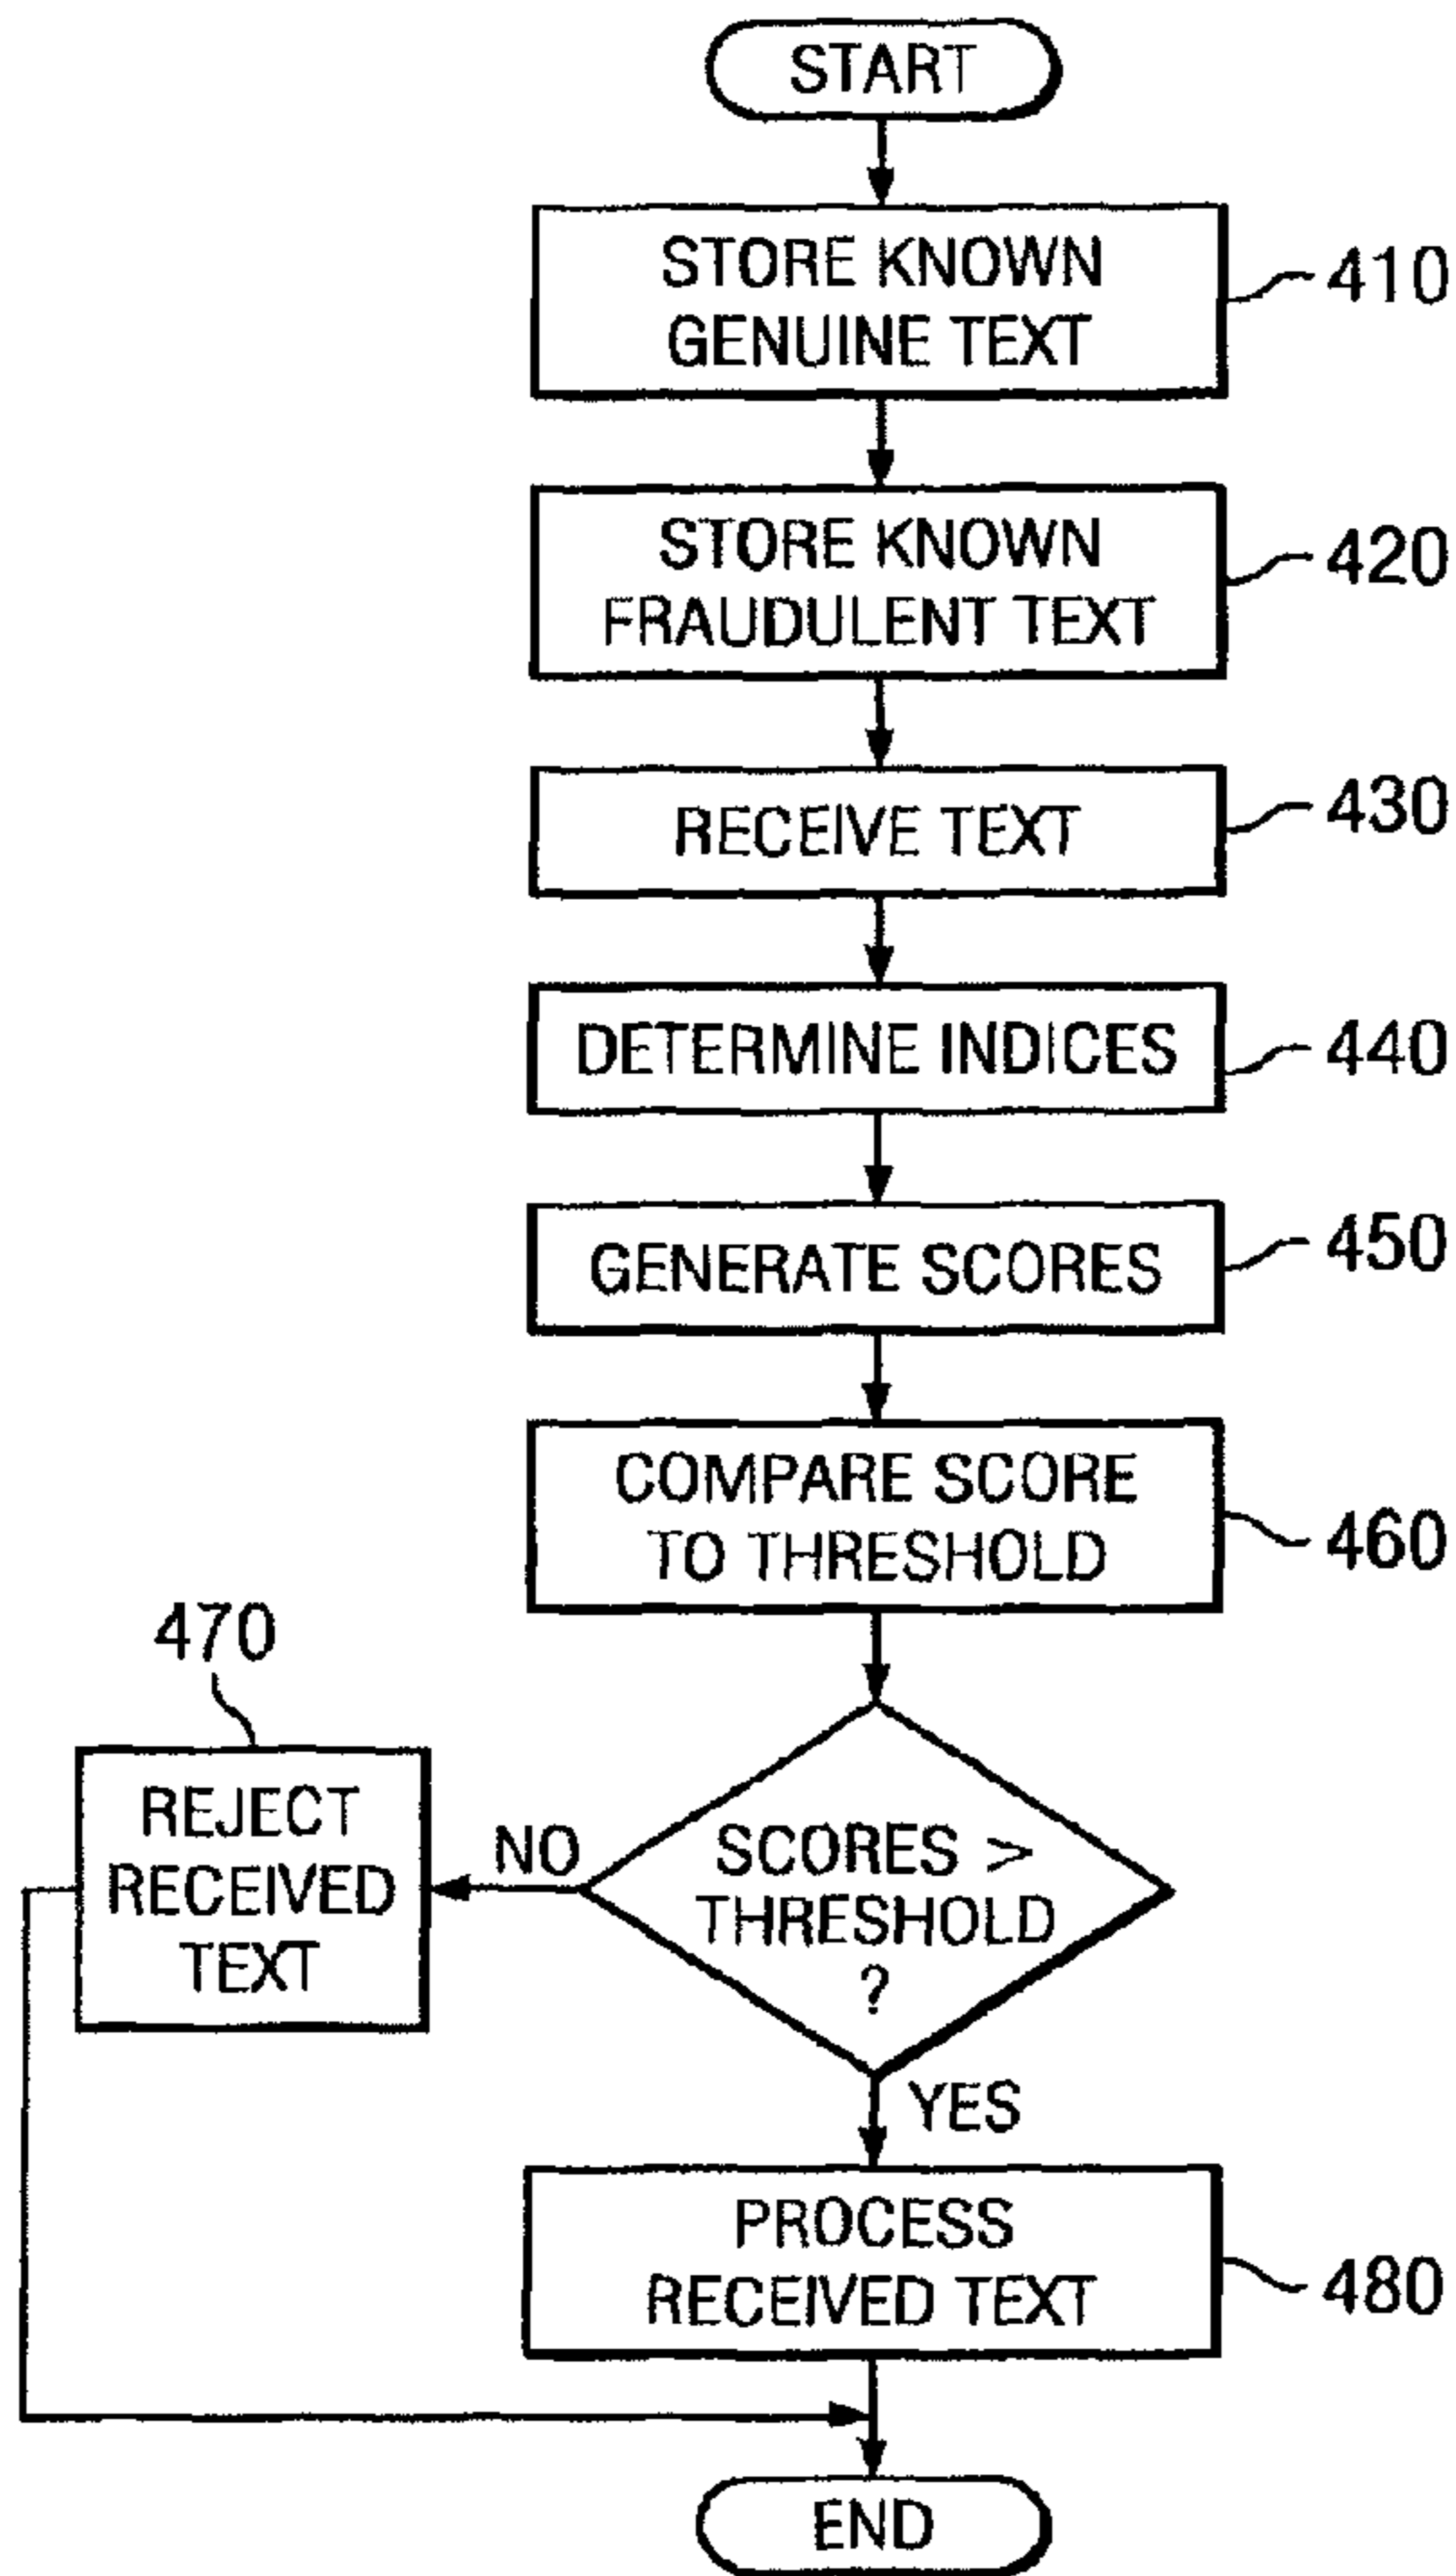 START
STORE KNOWN
GENUINE TEXT
410
STORE KNOWN
FRAUDULENT TEXT
420
RECEIVE TEXT
430
DETERMINE INDICES
440
GENERATE SCORES
450
COMPARE SCORE
TO THRESHOLD
460
470
REJECT
RECEIVED
TEXT
NO
SCORES >
THRESHOLD
?
YES
PROCESS
RECEIVED TEXT
480
END